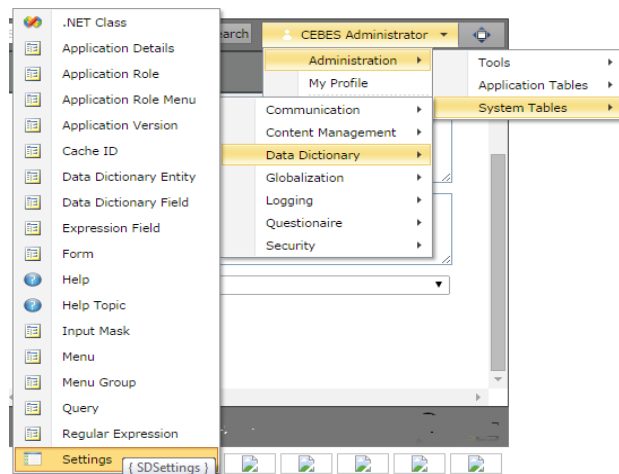 .NET Class
Application Details
Application Role
Application Role Menu
Application Version
Cache ID
Data Dictionary Entity
Data Dictionary Field
Expression Field
Form
Help
Help Topic
Input Mask
Menu
Menu Group
Query
Regular Expression
Settings
{ SDSettings }
earch
CEBES Administrator
Administration
My Profile
Tools
Application Tables
System Tables
Communication
Content Management
Data Dictionary
Globalization
Logging
Questionaire
Security